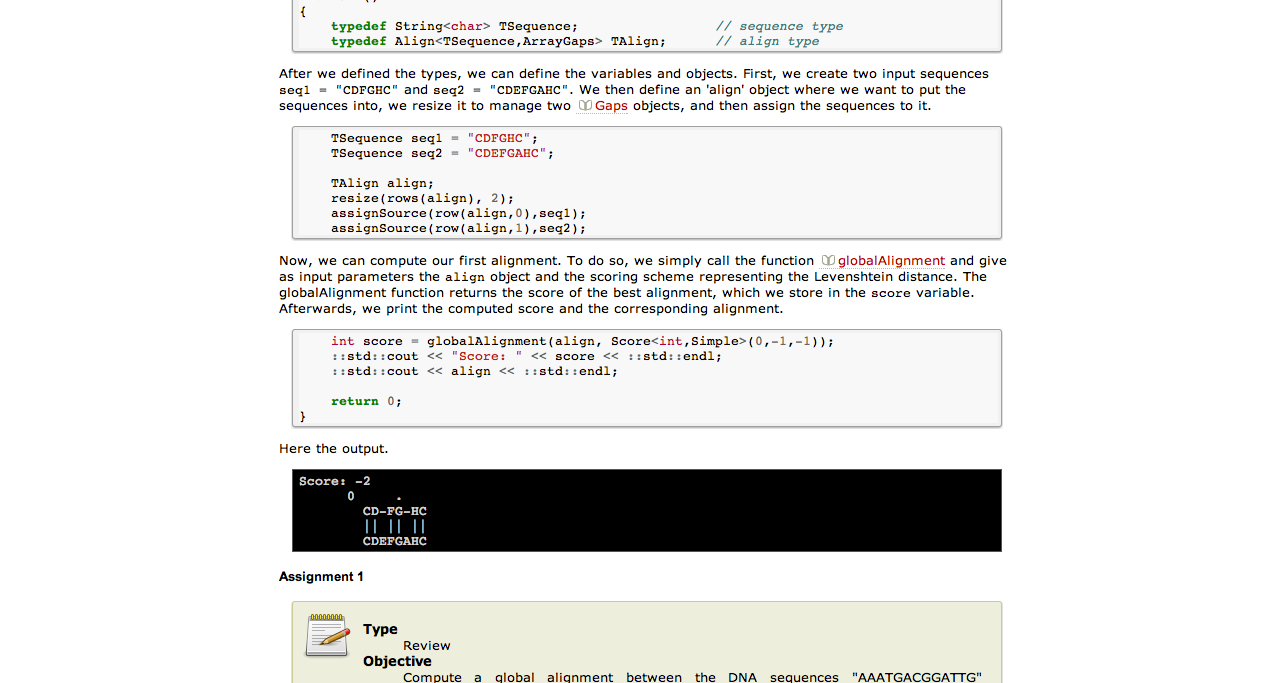 {
typedef String<char> TSequence; // sequence type
typedef Align<TSequence,ArrayGaps> TAlign; // align type
After we defined the types, we can define the variables and objects. First, we create two input sequences
seq1 = "CDFGHC" and seq2 = "CDEFGAHC". We then define an 'align' object where we want to put the
sequences into, we resize it to manage two Gaps objects, and then assign the sequences to it.
TSequence seq1 = "CDFGHC";
TSequence seq2 = "CDEFGAHC";
TAlign align;
resize(rows(align), 2);
assignSource(row(align,0),seq1);
assignSource(row(align,1),seq2);
Now, we can compute our first alignment. To do so, we simply call the function globalAlignment and give
as input parameters the align object and the scoring scheme representing the Levenshtein distance. The
globalAlignment function returns the score of the best alignment, which we store in the score variable.
Afterwards, we print the computed score and the corresponding alignment.
int score = globalAlignment(align, Score<int,Simple>(0,-1,-1));
::std::cout << "Score: " << score << ::std::endl;
::std::cout << align << ::std::endl;
return 0;
}
Here the output.
Score: -2
0 .
CD-FG-HC
|| || ||
CDEFGAHC
Assignment 1
Type
Review
Objective
Compute a global alignment between the DNA sequences "AAATGACGGATTG"